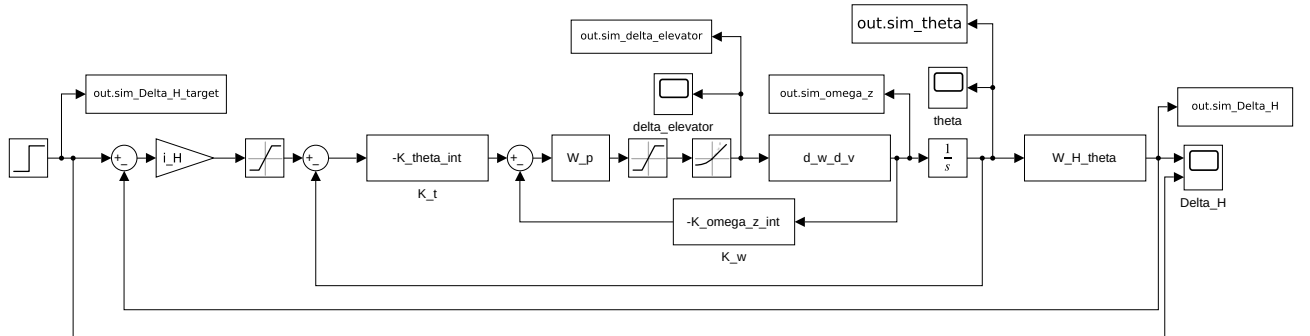 out.sim_theta
out.sim_delta_elevator
out.sim_Delta_H_target
delta_elevator
out.sim_omega_z
theta
out.sim_Delta_H
+
-
i_H
+
-
-K_theta_int
K_t
+
-
W_p
d_w_d_v
1
s
W_H_theta
Delta_H
-K_omega_z_int
K_w